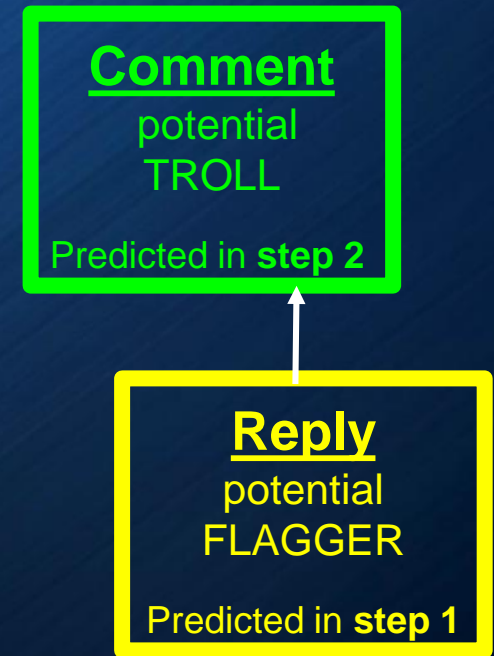 Comment
potential
TROLL
Predicted in step 2
Reply
potential
FLAGGER
Predicted in step 1